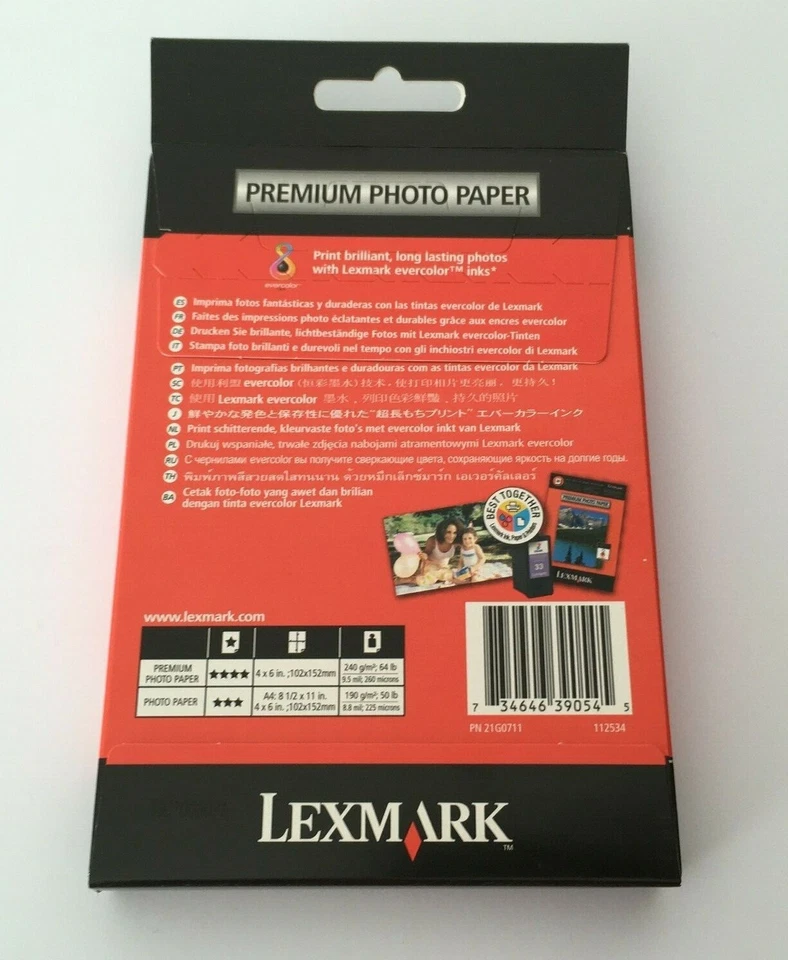 PREMIUM PHOTO PAPER
Print brilliant, long lasting photos
with Lexmark evercolor™ inks*
evercolor™
ES Imprima fotos fantásticas y duraderas con las tintas evercolor de Lexmark
FR Faites des impressions photo éclatantes et durables grâce aux encres evercolor
DE Drucken Sie brillante, lichtbeständige Fotos mit Lexmark evercolor-Tinten
IT Stampa foto brillanti e durevoli nel tempo con gli inchiostri evercolor di Lexmark
PT Imprima fotografias brilhantes e duradouras com as tintas evercolor da Lexmark
SC 使用利盟 evercolor (恒彩墨水) 技术, 使打印相片更亮丽, 更持久!
TC 使用 Lexmark evercolor 墨水, 列印色彩鮮豔, 持久的照片
J 鮮やかな発色と保存性に優れた"超長もちプリント" エバーカラーインク
NL Print schitterende, kleurvaste foto's met evercolor inkt van Lexmark
PL Drukuj wspaniałe, trwałe zdjęcia nabojami atramentowymi Lexmark evercolor
RU С чернилами evercolor вы получите сверкающие цвета, сохраняющие яркость на долгие годы.
TH พิมพ์ภาพสีสวยสดใสทนนาน ด้วยหมึกเล็กซ์มาร์ก เอเวอร์คัลเลอร์
BA Cetak foto-foto yang awet dan brilian
dengan tinta evercolor Lexmark
BEST TOGETHER
Lexmark Ink, Paper & Printers
PREMIUM PHOTO PAPER
33
LEXMARK
www.lexmark.com
PREMIUM PHOTO PAPER ★★★★ 4 x 6 in. ;102x152mm 240 g/m²; 64 lb
9.5 mil; 260 microns
PHOTO PAPER ★★★ A4: 8 1/2 x 11 in. 190 g/m²; 50 lb
4 x 6 in. ;102x152mm 8.8 mil; 225 microns
7 34646 39054 5
PN 21G0711 112534
LEXMARK™